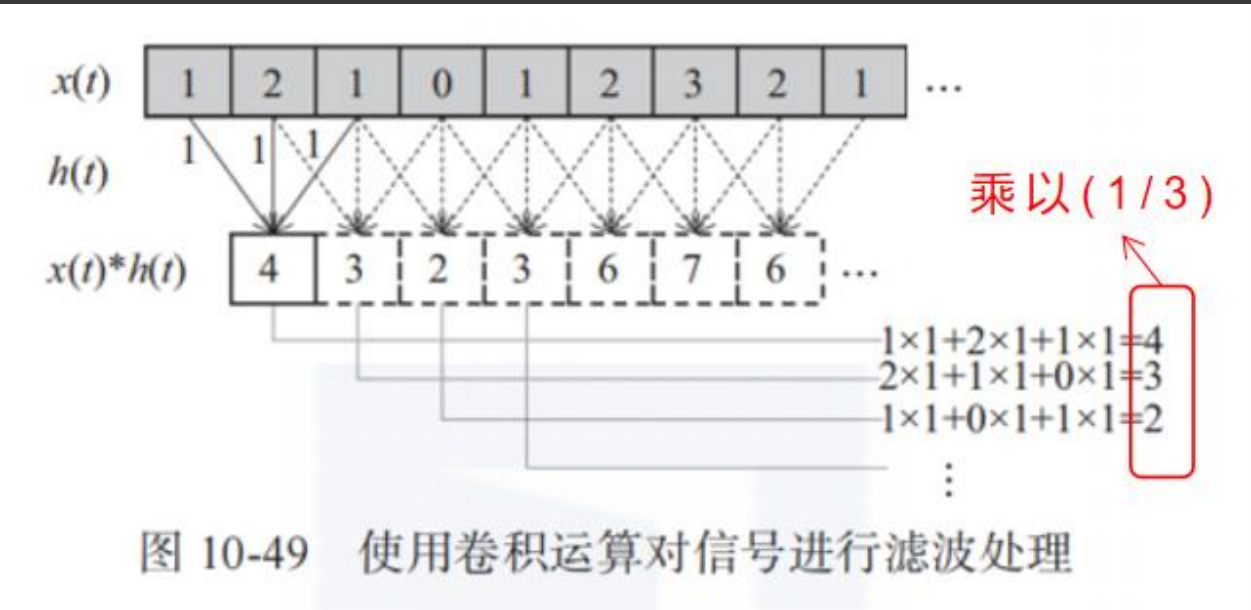 x(t) 1 2 1 0 1 2 3 2 1 …
1 1 1
h(t)
乘以(1/3)
x(t)*h(t) 4 3 2 3 6 7 6 …
1×1+2×1+1×1=4
2×1+1×1+0×1=3
1×1+0×1+1×1=2
⋮
图 10-49 使用卷积运算对信号进行滤波处理